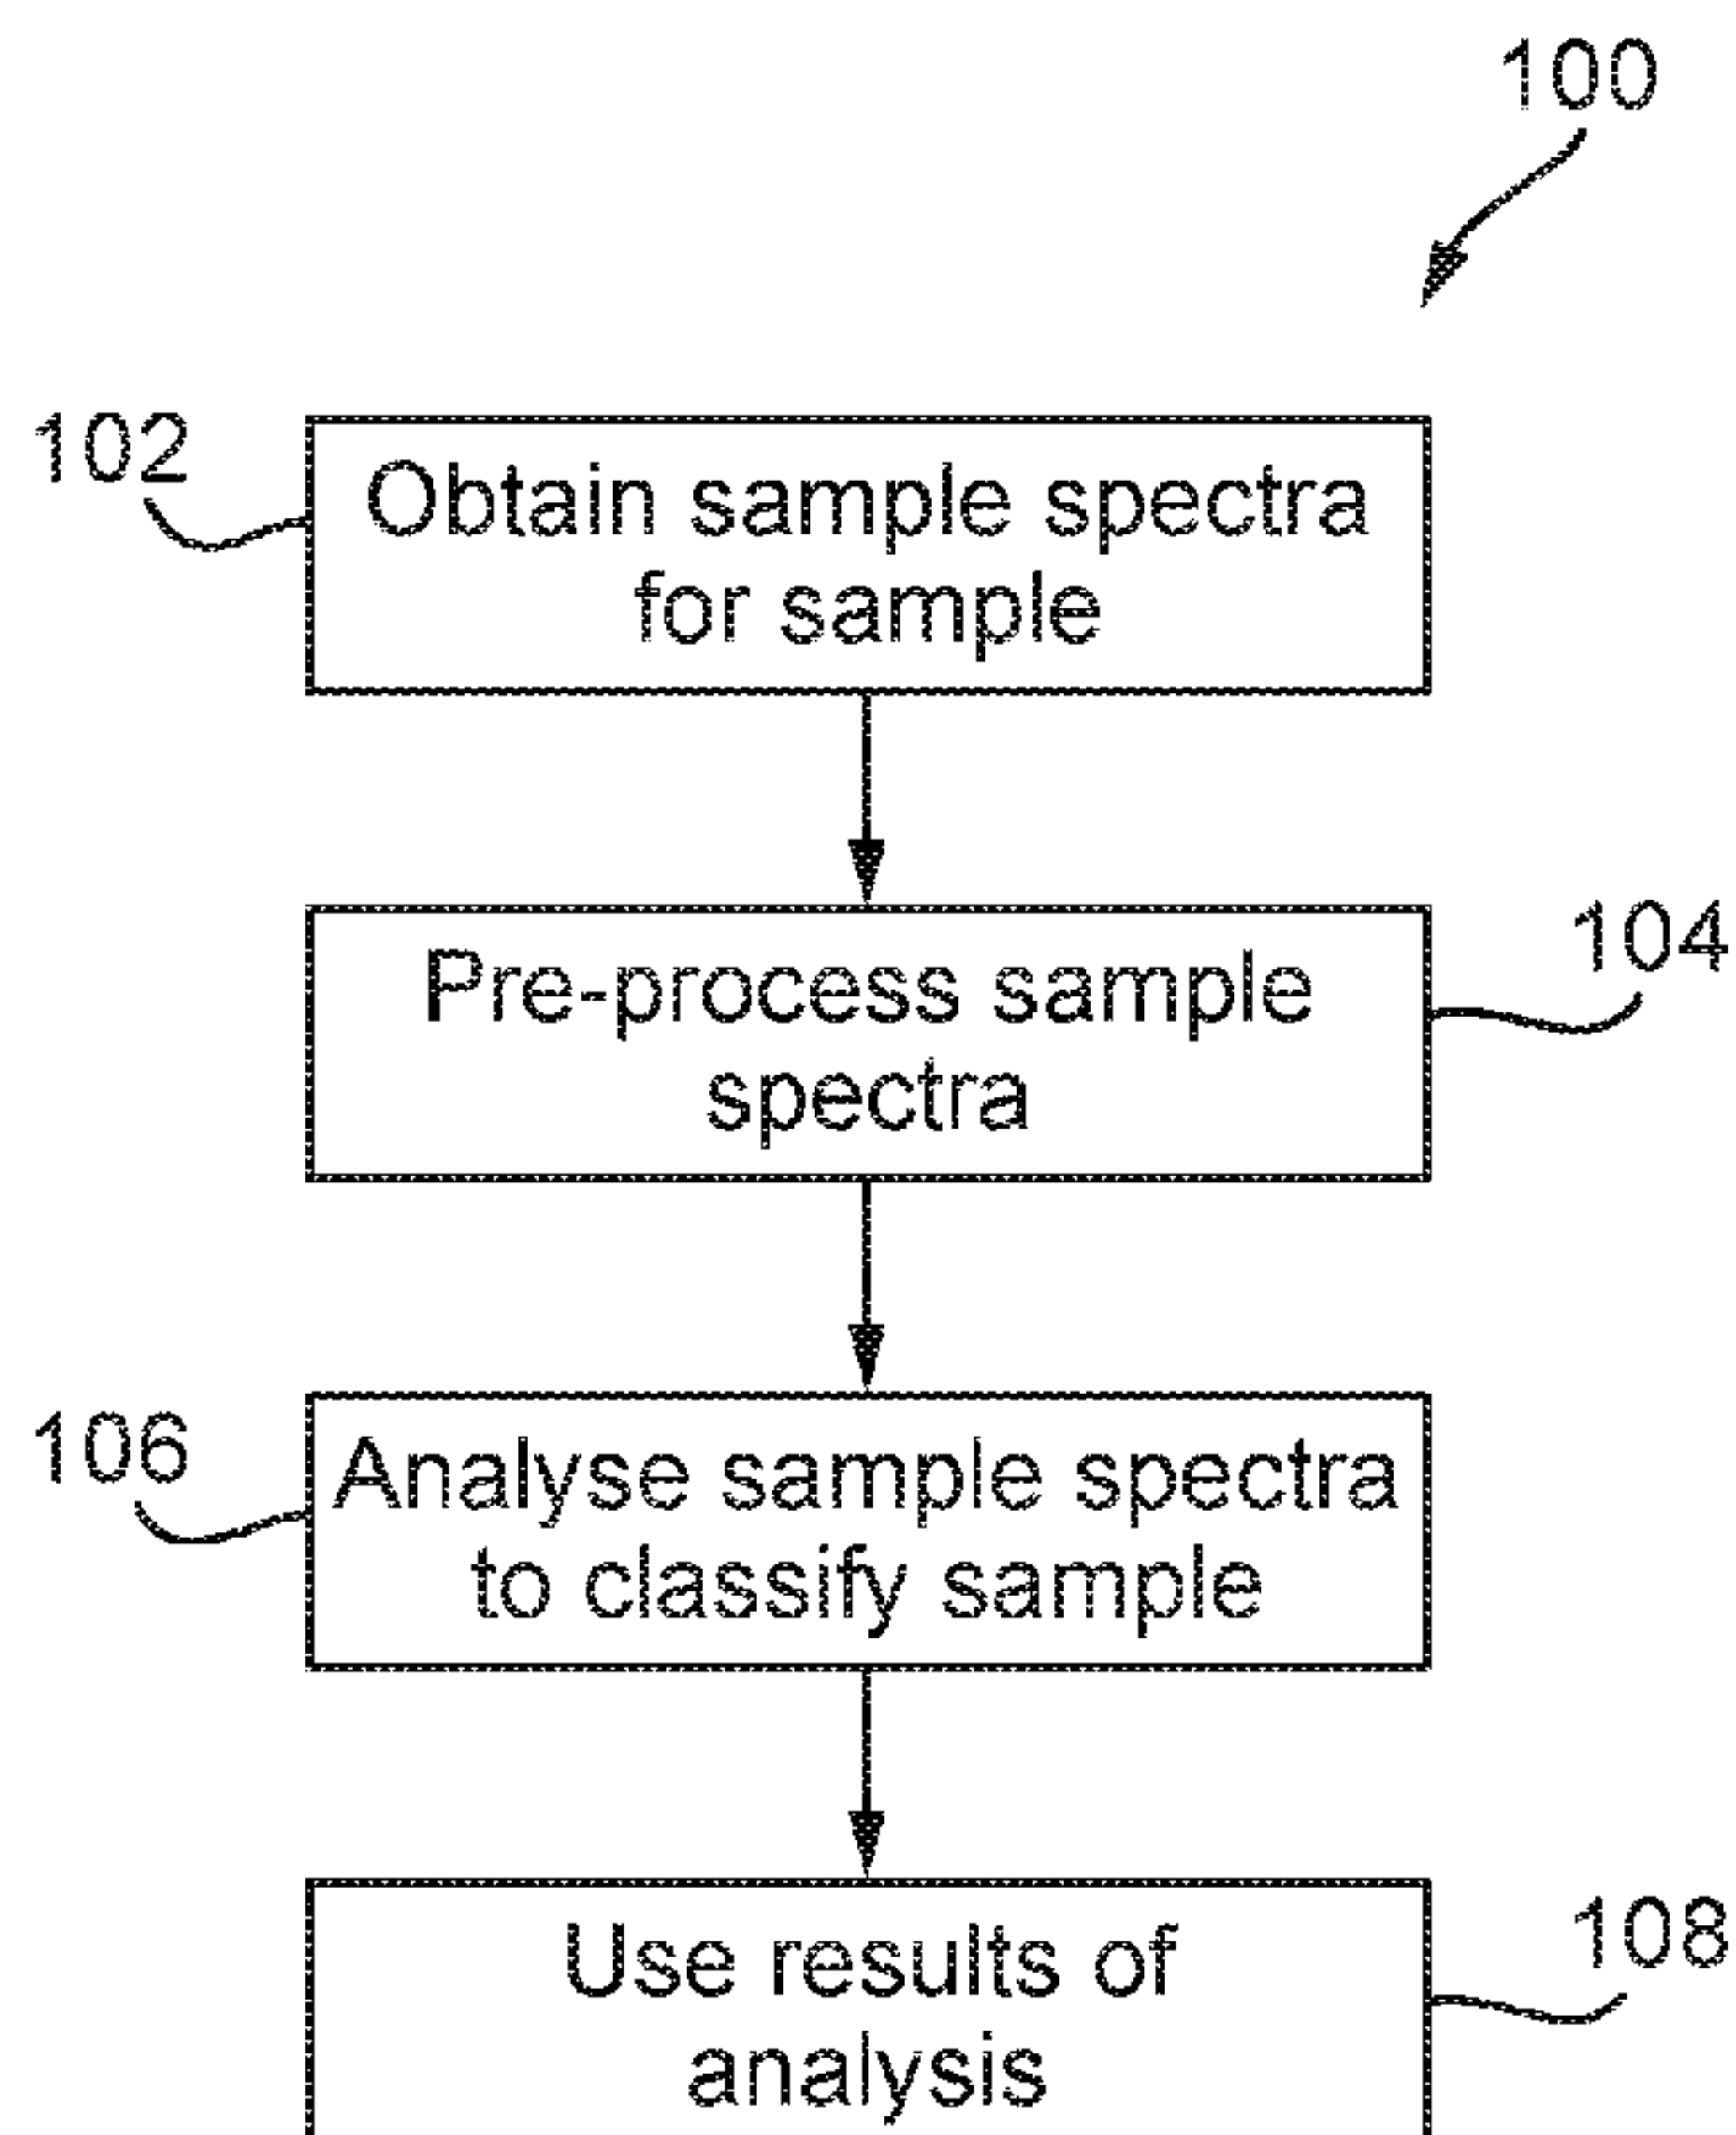 100
102
Obtain sample spectra
for sample
Pre-process sample
spectra
104
106
Analyse sample spectra
to classify sample
Use results of
analysis
108